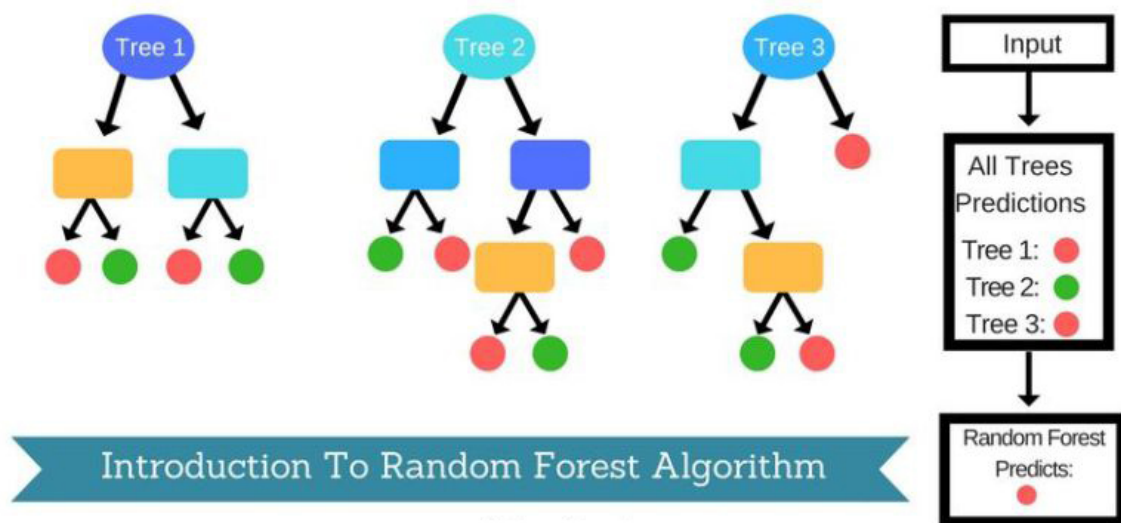 Tree 1
Tree 2
Tree 3
Input
All Trees
Predictions
Tree 1:
Tree 2:
Tree 3:
Random Forest
Predicts:
Introduction To Random Forest Algorithm